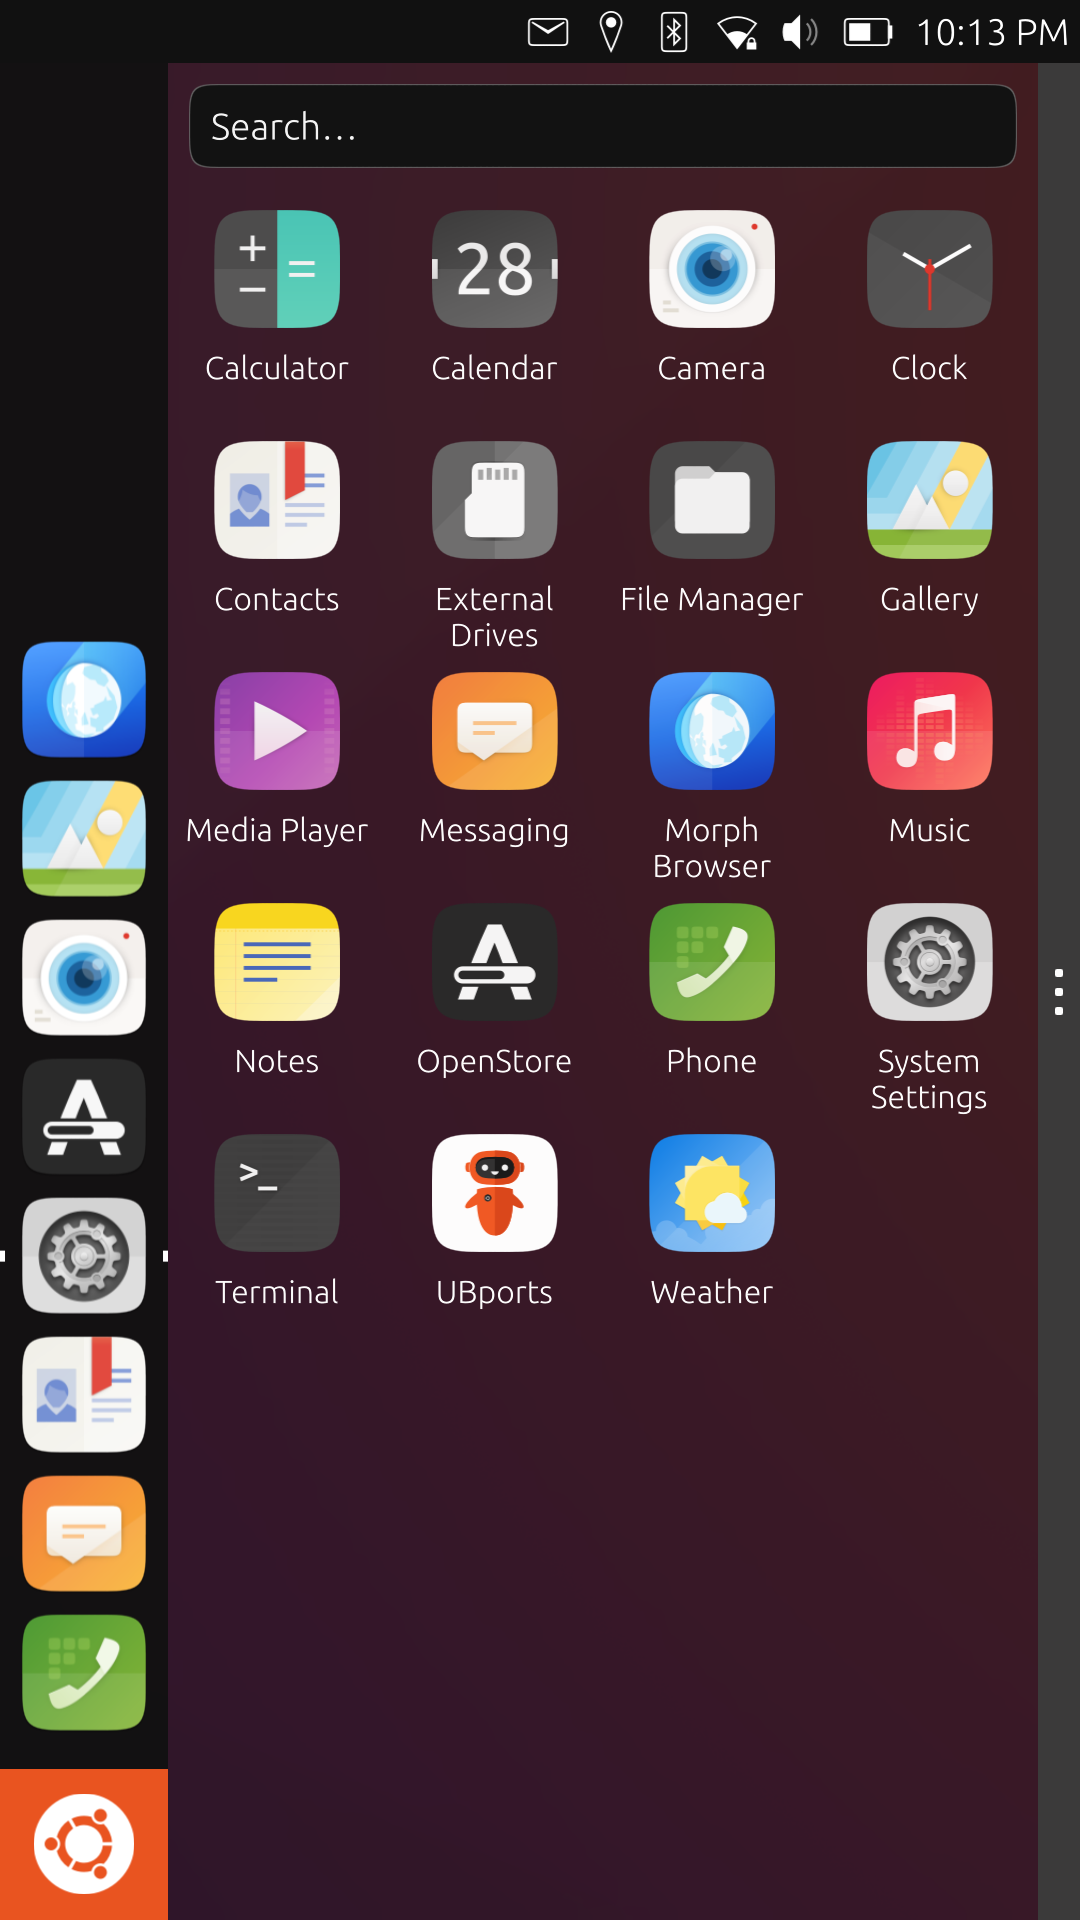 10:13 PM
Search...
28
Calculator
Calendar
Camera
Clock
Contacts
External
Drives
File Manager
Gallery
Media Player
Messaging
Morph
Browser
Music
Notes
OpenStore
Phone
System
Settings
>_
Terminal
UBports
Weather